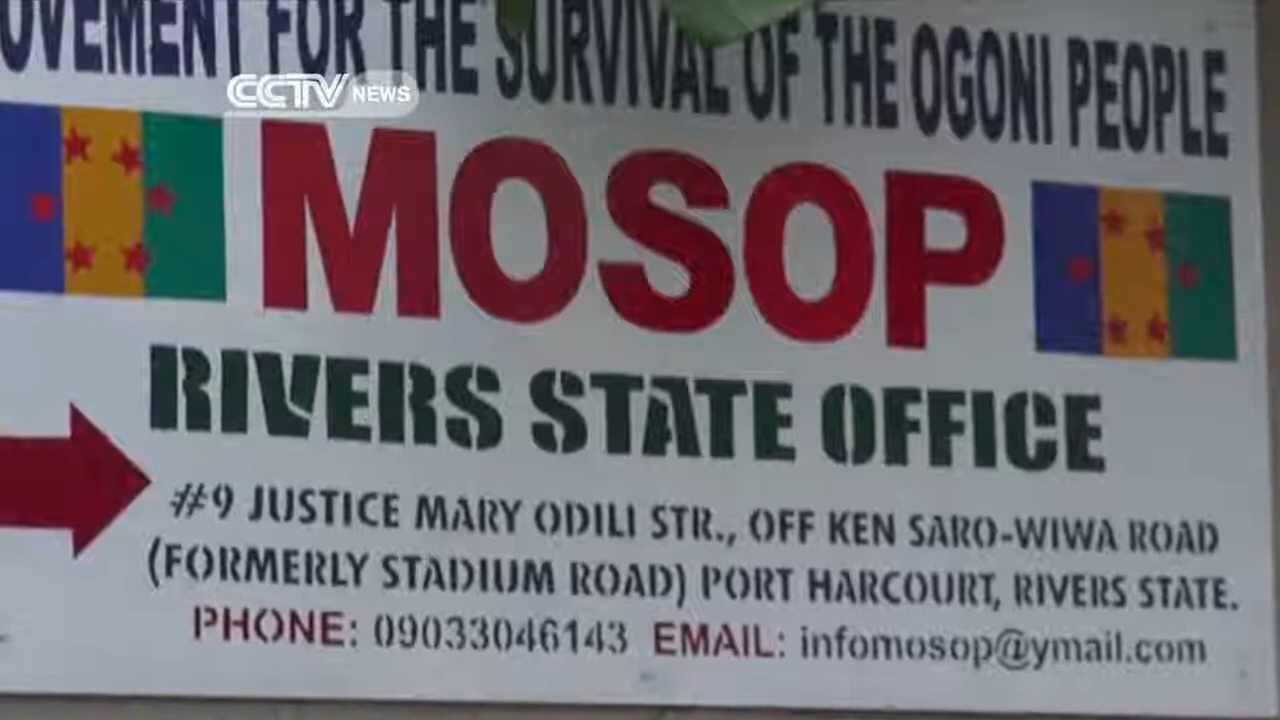 OVEMENT FOR THE SURVIVAL OF THE OGONI PEOPLE
CCTV NEWS
MOSOP
RIVERS STATE OFFICE
#9 JUSTICE MARY ODILI STR., OFF KEN SARO-WIWA ROAD
(FORMERLY STADIUM ROAD) PORT HARCOURT, RIVERS STATE.
PHONE: 09033046143 EMAIL: infomosop@ymail.com